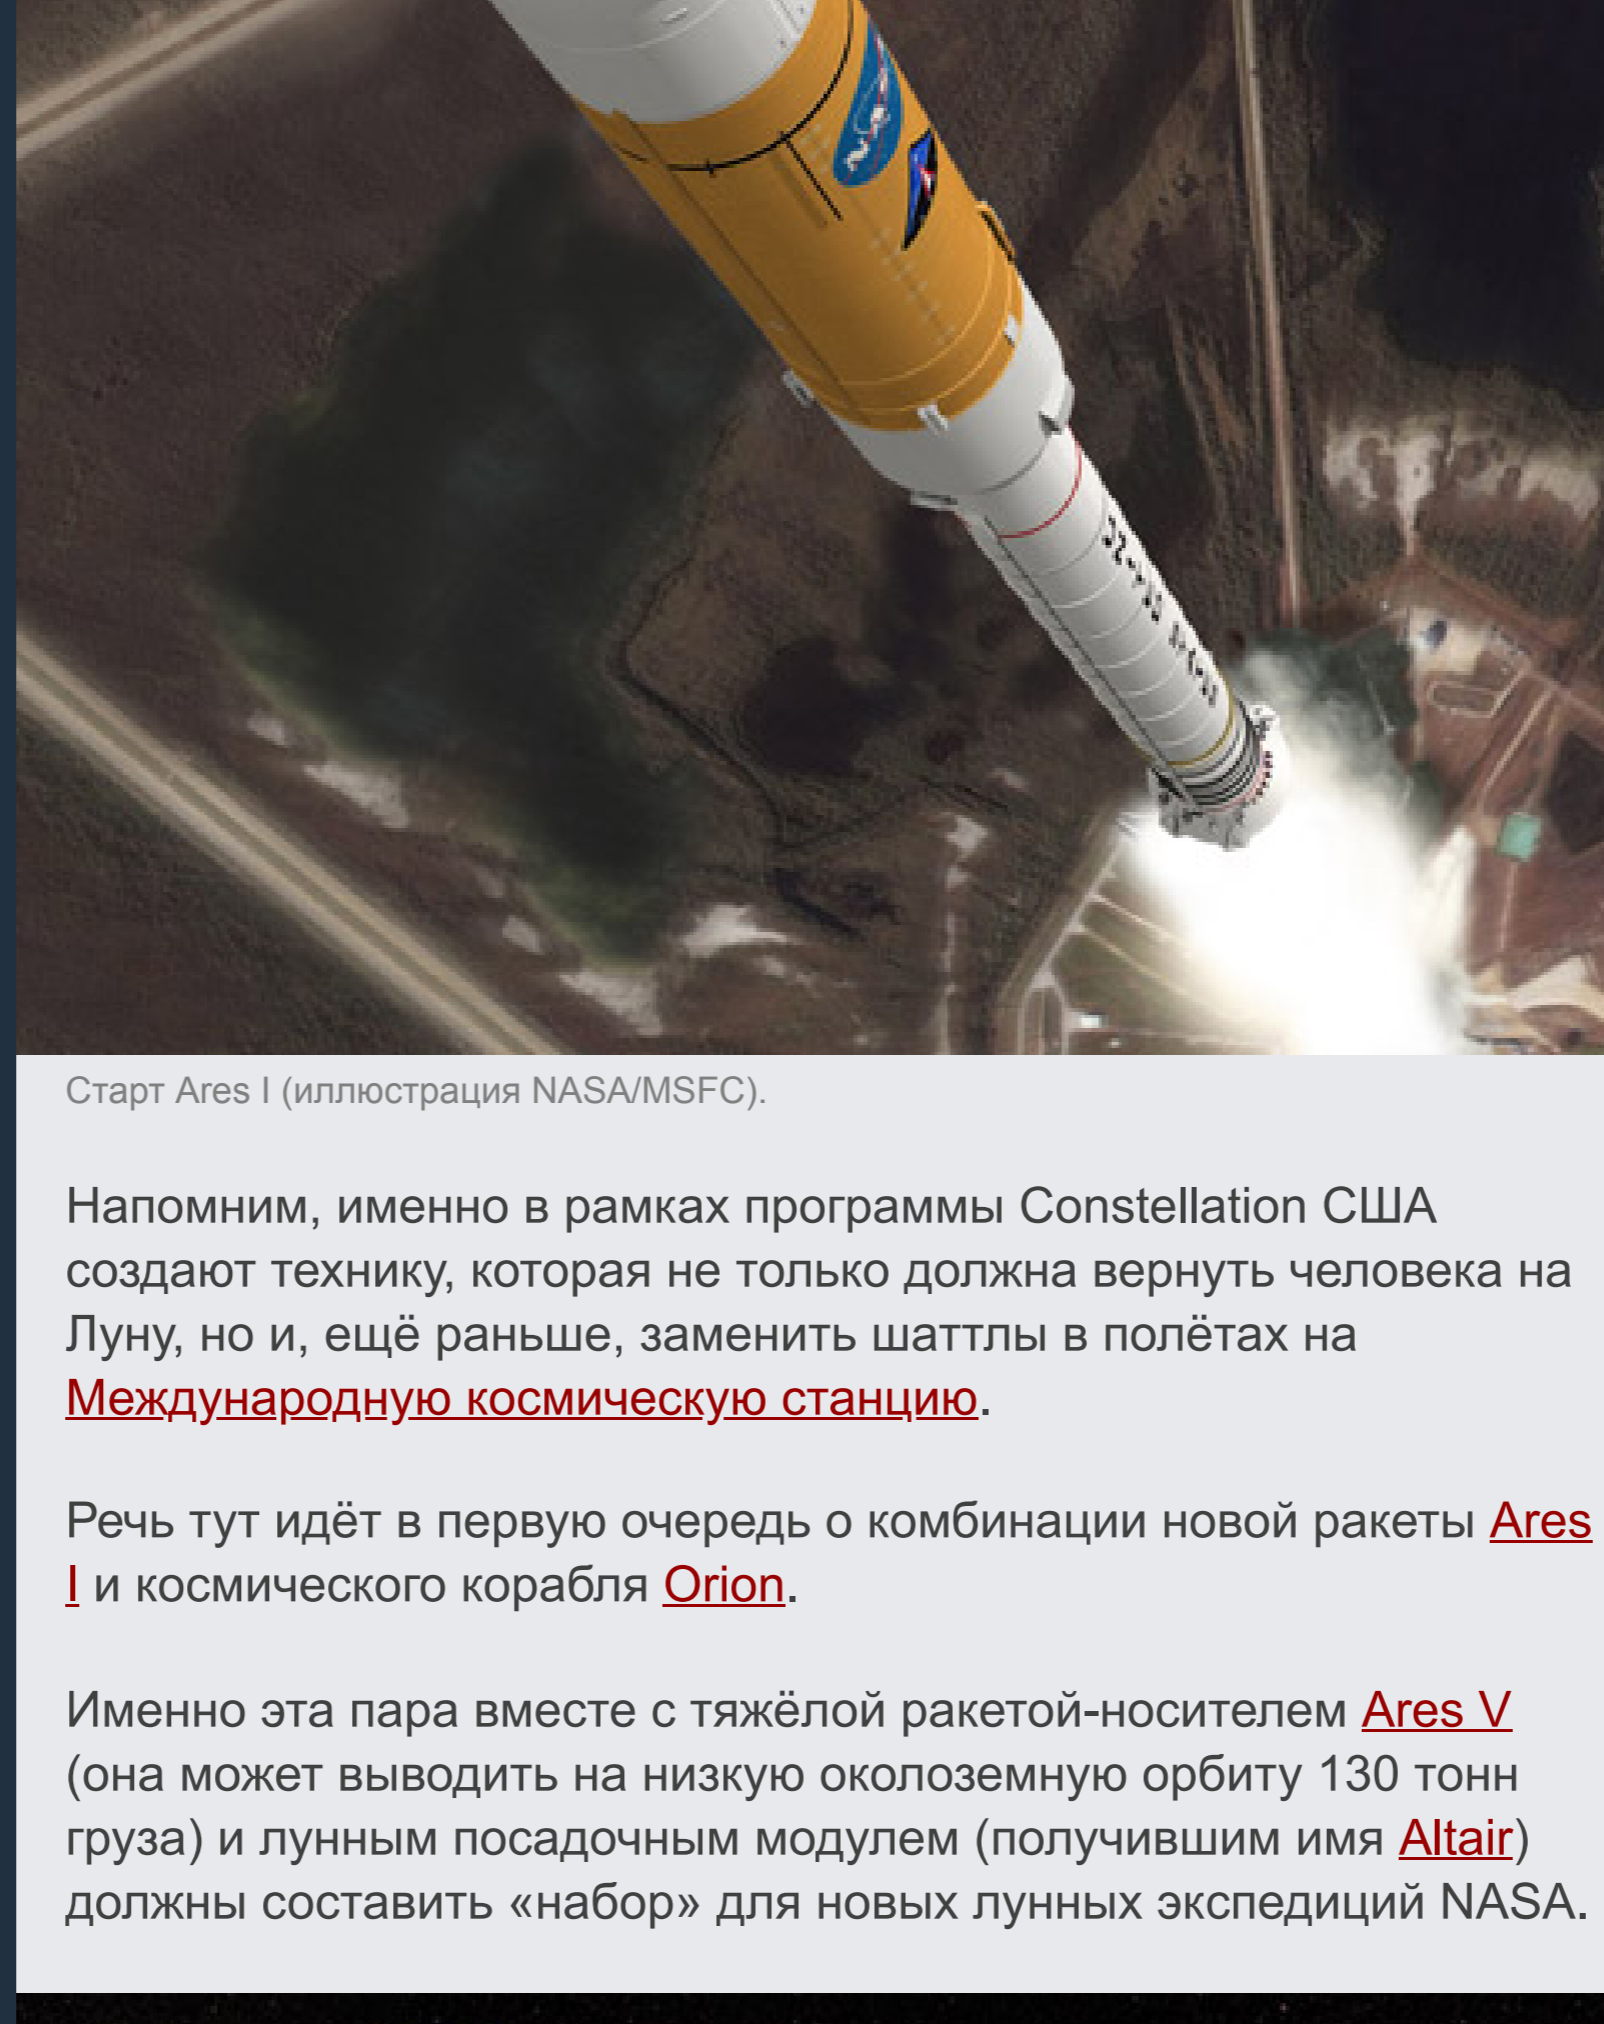 Старт Ares I (иллюстрация NASA/MSFC).
Напомним, именно в рамках программы Constellation США
создают технику, которая не только должна вернуть человека на
Луну, но и, ещё раньше, заменить шаттлы в полётах на
Международную космическую станцию.
Речь тут идёт в первую очередь о комбинации новой ракеты Ares
I и космического корабля Orion.
Именно эта пара вместе с тяжёлой ракетой-носителем Ares V
(она может выводить на низкую околоземную орбиту 130 тонн
груза) и лунным посадочным модулем (получившим имя Altair)
должны составить «набор» для новых лунных экспедиций NASA.